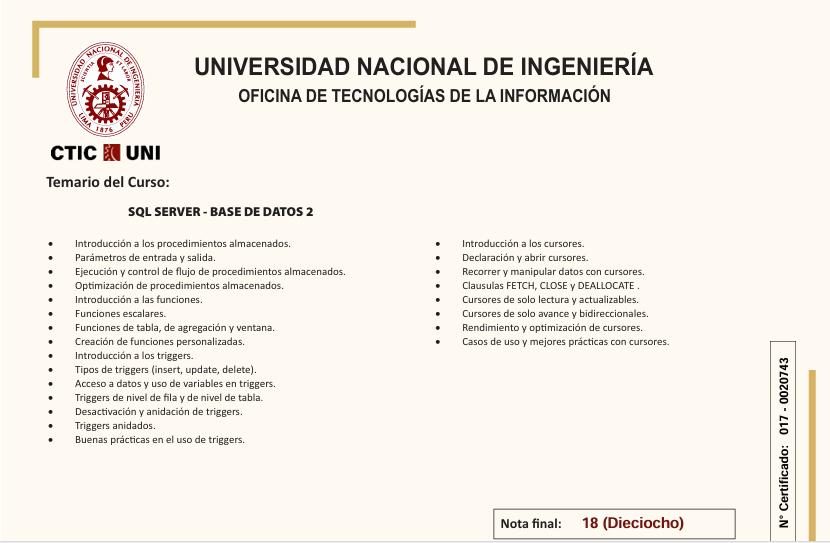 UNIVERSIDAD NACIONAL DE INGENIERÍA
SCIENTIA ET LABOR
LIMA 1876 PERU
CTIC UNI
UNIVERSIDAD NACIONAL DE INGENIERÍA
OFICINA DE TECNOLOGÍAS DE LA INFORMACIÓN
Temario del Curso:
SQL SERVER - BASE DE DATOS 2
• Introducción a los procedimientos almacenados.
• Parámetros de entrada y salida.
• Ejecución y control de flujo de procedimientos almacenados.
• Optimización de procedimientos almacenados.
• Introducción a las funciones.
• Funciones escalares.
• Funciones de tabla, de agregación y ventana.
• Creación de funciones personalizadas.
• Introducción a los triggers.
• Tipos de triggers (insert, update, delete).
• Acceso a datos y uso de variables en triggers.
• Triggers de nivel de fila y de nivel de tabla.
• Desactivación y anidación de triggers.
• Triggers anidados.
• Buenas prácticas en el uso de triggers.
• Introducción a los cursores.
• Declaración y abrir cursores.
• Recorrer y manipular datos con cursores.
• Clausulas FETCH, CLOSE y DEALLOCATE .
• Cursores de solo lectura y actualizables.
• Cursores de solo avance y bidireccionales.
• Rendimiento y optimización de cursores.
• Casos de uso y mejores prácticas con cursores.
N° Certificado: 017 - 0020743
Nota final: 18 (Dieciocho)